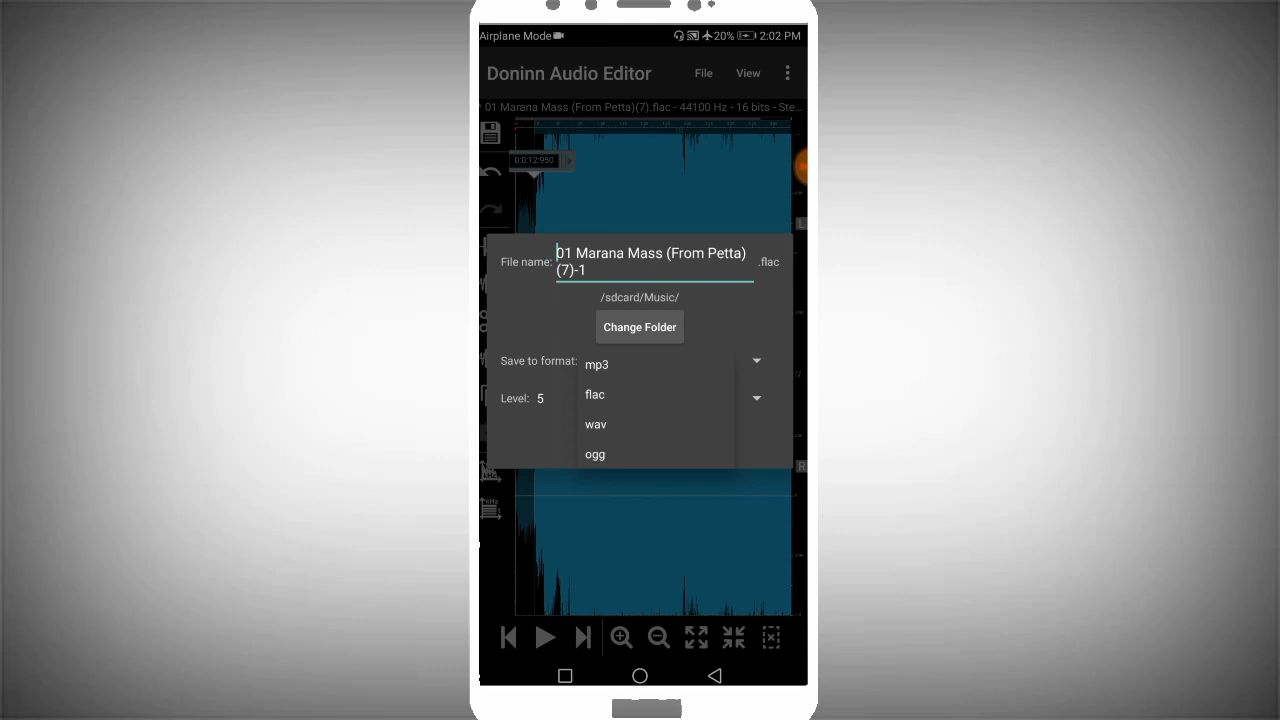 Airplane Mode 20% 2:02 PM
Doninn Audio Editor File View
01 Marana Mass (From Petta)(7).flac - 44100 Hz - 16 bits - Ste...
0:0:12:950
L
File name: 01 Marana Mass (From Petta)
(7)-1 .flac
/sdcard/Music/
Change Folder
Save to format:
mp3
flac
Level: 5
wav
ogg
R
kHz
kHz